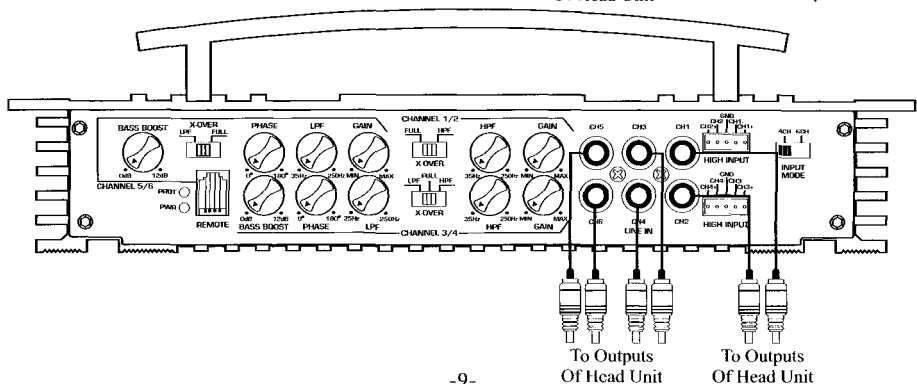 Of Head Unit
CHANNEL 1/2
BASS BOOST
X-OVER
LPF FULL
PHASE
LPF
GAIN
FULL HPF
X OVER
HPF
GAIN
CH5
CH3
CH1
GND
CH2- CH1-
CH2+ CH1+
HIGH INPUT
4CH 6CH
INPUT
MODE
0dB 12dB
0° 180°
250Hz MIN MAX
35Hz 250Hz MIN MAX
CHANNEL 5/6
PROT
PWR
REMOTE
FULL
LPF HPF
X-OVER
GND
CH4- CH3-
CH4+ CH3+
HIGH INPUT
0dB 12dB 0° 180° 25Hz 250Hz
35Hz 250Hz MIN MAX
BASS BOOST
PHASE
LPF
HPF
GAIN
CH6
CH4
CH2
LINE IN
CHANNEL 3/4
To Outputs
Of Head Unit
To Outputs
Of Head Unit
-9-